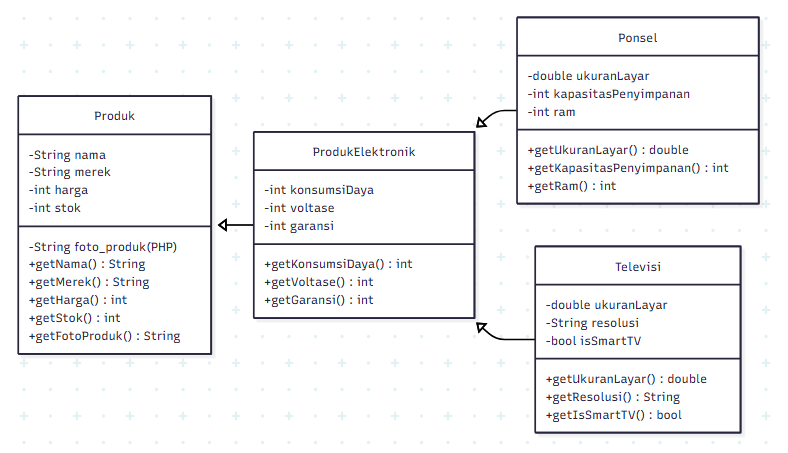 Produk
-String nama
-String merek
-int harga
-int stok
-String foto_produk(PHP)
+getNama() : String
+getMerek() : String
+getHarga() : int
+getStok() : int
+getFotoProduk() : String
ProdukElektronik
-int konsumsiDaya
-int voltase
-int garansi
+getKonsumsiDaya() : int
+getVoltase() : int
+getGaransi() : int
Ponsel
-double ukuranLayar
-int kapasitasPenyimpanan
-int ram
+getUkuranLayar() : double
+getKapasitasPenyimpanan() : int
+getRam() : int
Televisi
-double ukuranLayar
-String resolusi
-bool isSmartTV
+getUkuranLayar() : double
+getResolusi() : String
+getIsSmartTV() : bool